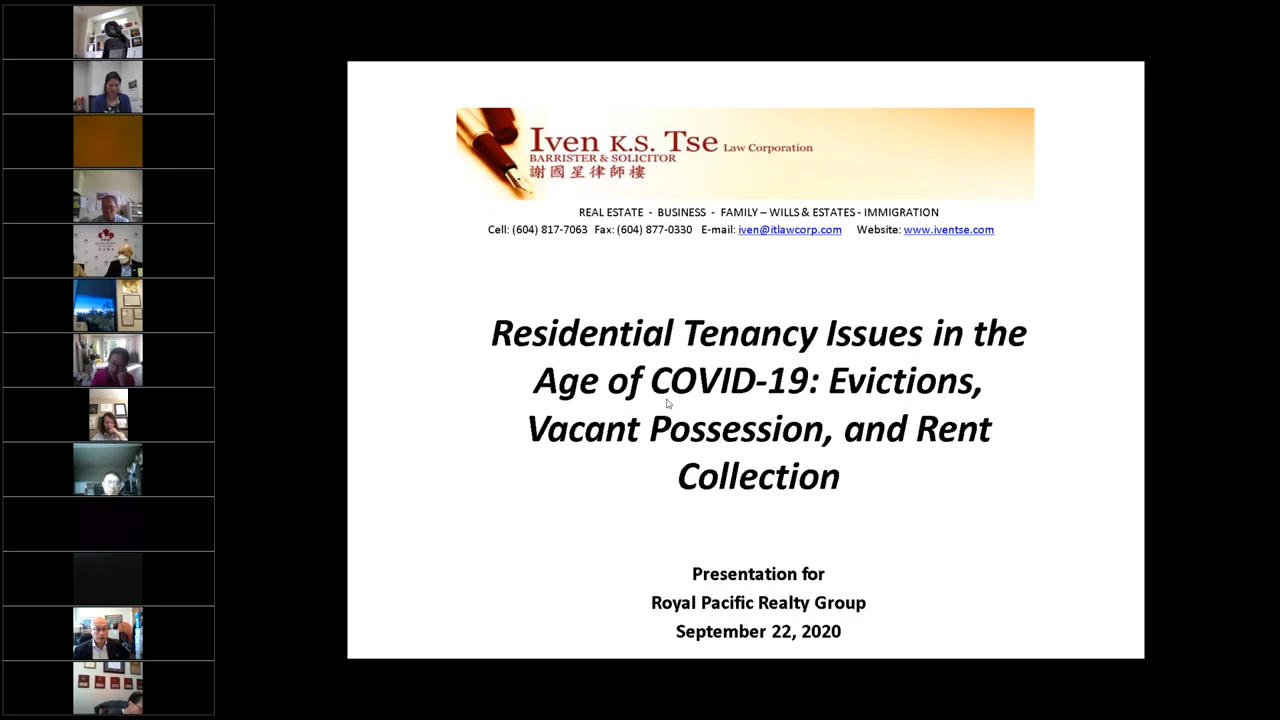 Iven K.S. Tse Law Corporation
BARRISTER & SOLICITOR
謝國星律師樓
REAL ESTATE - BUSINESS - FAMILY – WILLS & ESTATES - IMMIGRATION
Cell: (604) 817-7063 Fax: (604) 877-0330 E-mail: iven@itlawcorp.com Website: www.iventse.com
Residential Tenancy Issues in the
Age of COVID-19: Evictions,
Vacant Possession, and Rent
Collection
Presentation for
Royal Pacific Realty Group
September 22, 2020